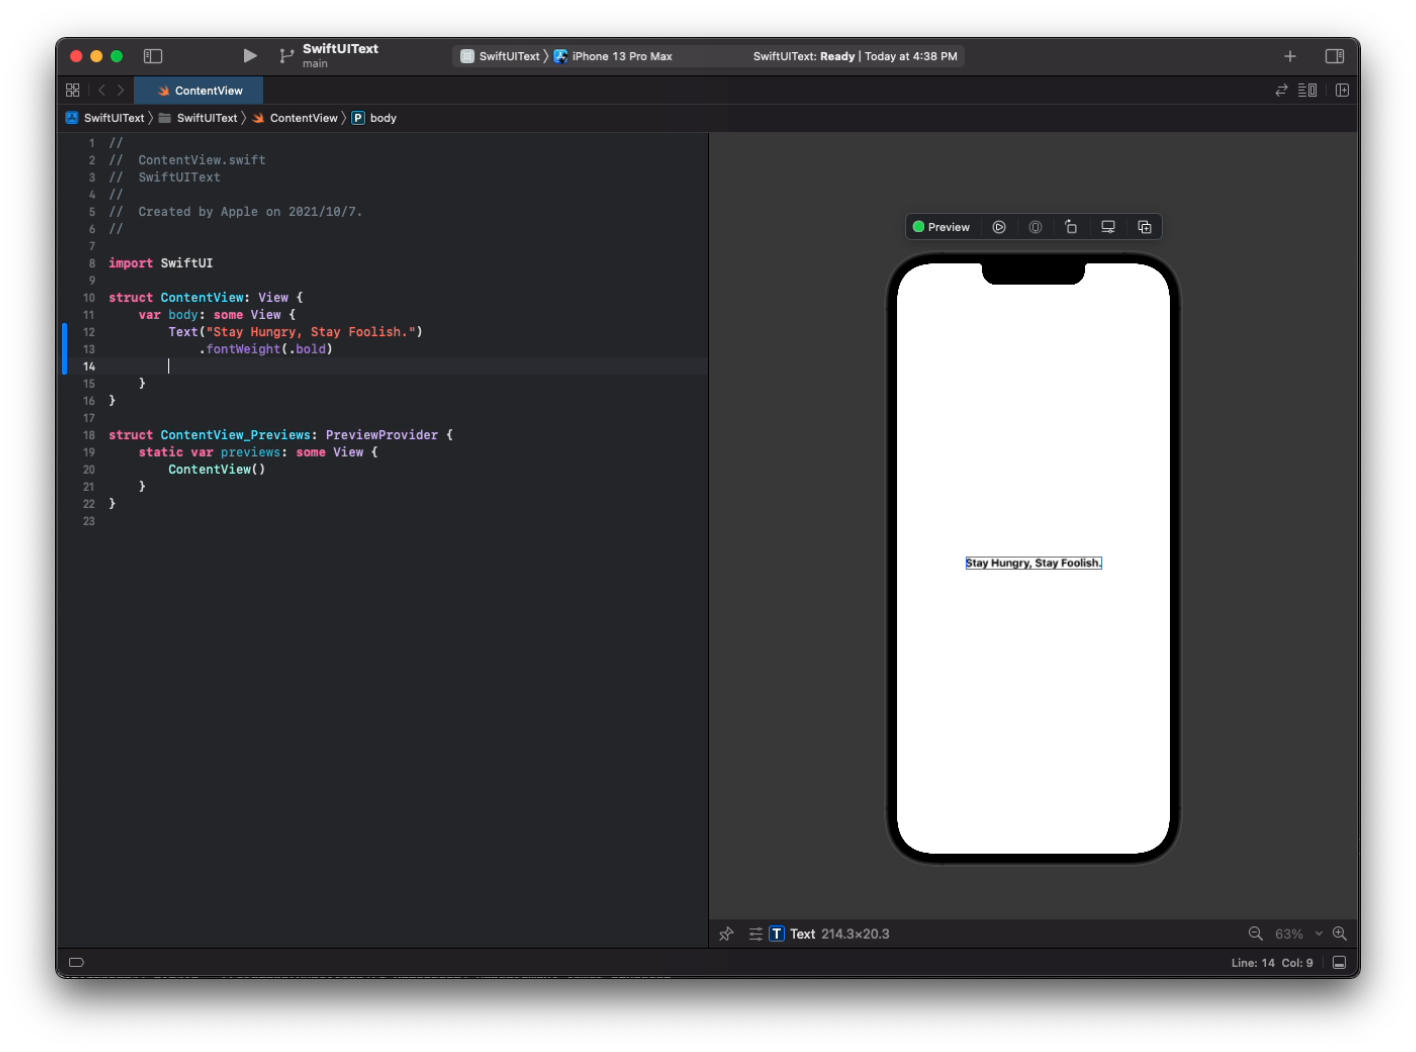 SwiftUIText
main
SwiftUIText 〉 iPhone 13 Pro Max
SwiftUIText: Ready | Today at 4:38 PM
ContentView
SwiftUIText 〉 SwiftUIText 〉 ContentView 〉 P body
1 //
2 //  ContentView.swift
3 //  SwiftUIText
4 //
5 //  Created by Apple on 2021/10/7.
6 //
7
8 import SwiftUI
9
10 struct ContentView: View {
11     var body: some View {
12         Text("Stay Hungry, Stay Foolish.")
13             .fontWeight(.bold)
14
15     }
16 }
17
18 struct ContentView_Previews: PreviewProvider {
19     static var previews: some View {
20         ContentView()
21     }
22 }
23
Preview
Stay Hungry, Stay Foolish.
T Text 214.3×20.3
63%
Line: 14 Col: 9